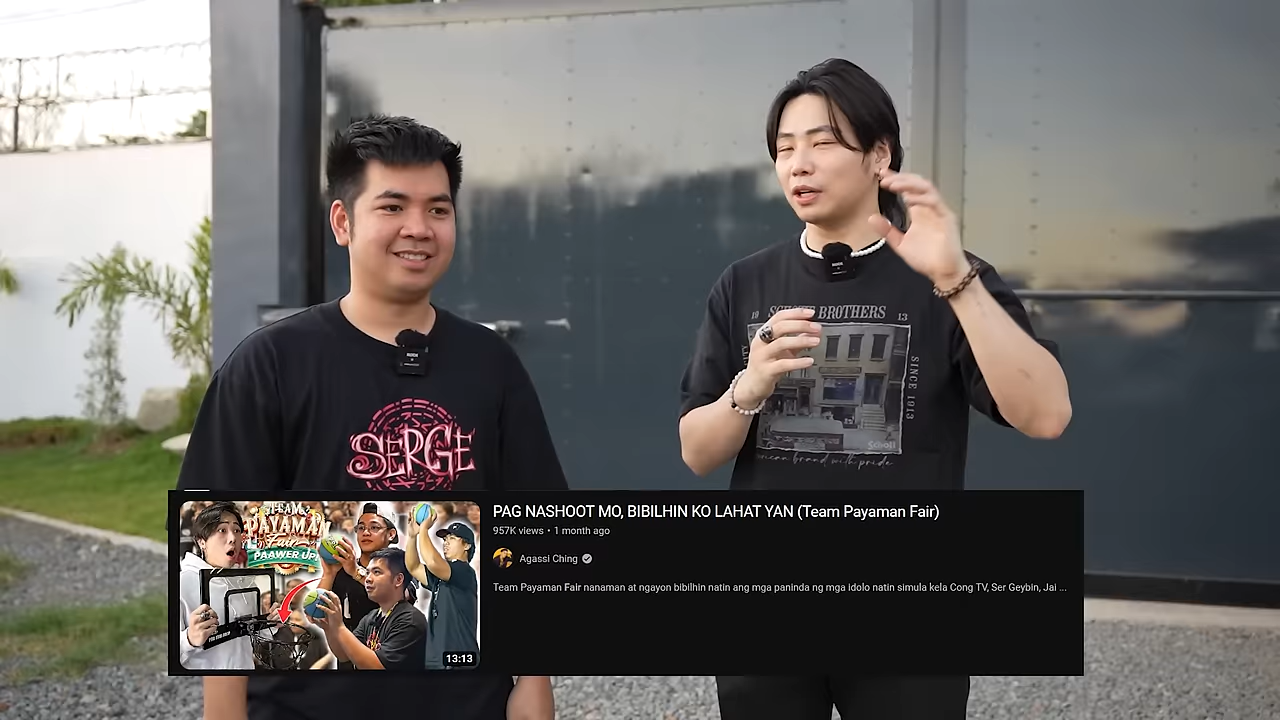 19 BROTHERS 13
SINCE 1913
Scholl
rican brand with pride
SERGE
TEAM
PAYAMAN
Fair
PAAWER UP!
13:13
PAG NASHOOT MO, BIBILHIN KO LAHAT YAN (Team Payaman Fair)
957K views • 1 month ago
Agassi Ching
Team Payaman Fair nanaman at ngayon bibilhin natin ang mga paninda ng mga idolo natin simula kela Cong TV, Ser Geybin, Jai ...